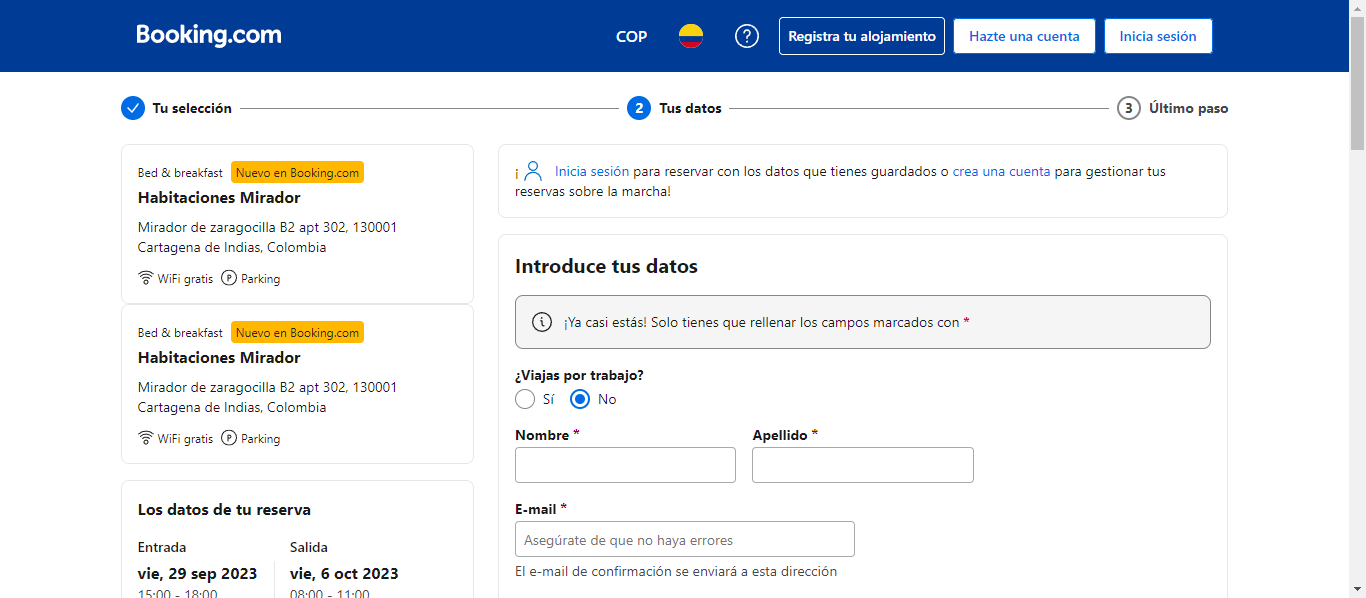 Booking.com
COP
Registra tu alojamiento
Hazte una cuenta
Inicia sesión
Tu selección
2 Tus datos
3 Último paso
Bed & breakfast Nuevo en Booking.com
Habitaciones Mirador
Mirador de zaragocilla B2 apt 302, 130001
Cartagena de Indias, Colombia
WiFi gratis P Parking
Bed & breakfast Nuevo en Booking.com
Habitaciones Mirador
Mirador de zaragocilla B2 apt 302, 130001
Cartagena de Indias, Colombia
WiFi gratis P Parking
Los datos de tu reserva
Entrada Salida
vie, 29 sep 2023 vie, 6 oct 2023
15:00 - 18:00 08:00 - 11:00
¡ Inicia sesión para reservar con los datos que tienes guardados o crea una cuenta para gestionar tus
reservas sobre la marcha!
Introduce tus datos
¡Ya casi estás! Solo tienes que rellenar los campos marcados con *
¿Viajas por trabajo?
Sí No
Nombre * Apellido *
E-mail *
Asegúrate de que no haya errores
El e-mail de confirmación se enviará a esta dirección